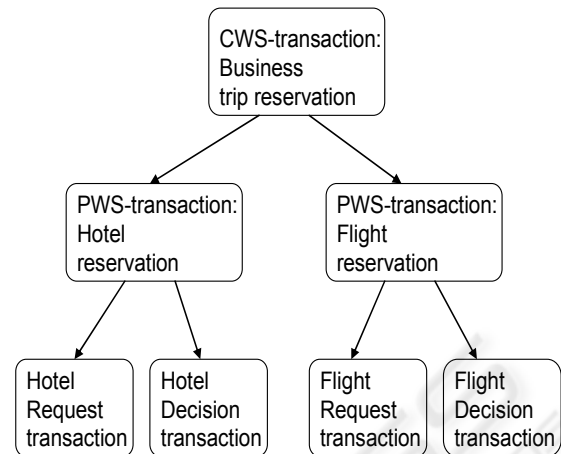 CWS-transaction:
Business
trip reservation
PWS-transaction:
Hotel
reservation
PWS-transaction:
Flight
reservation
Hotel
Request
transaction
Hotel
Decision
transaction
Flight
Request
transaction
Flight
Decision
transaction